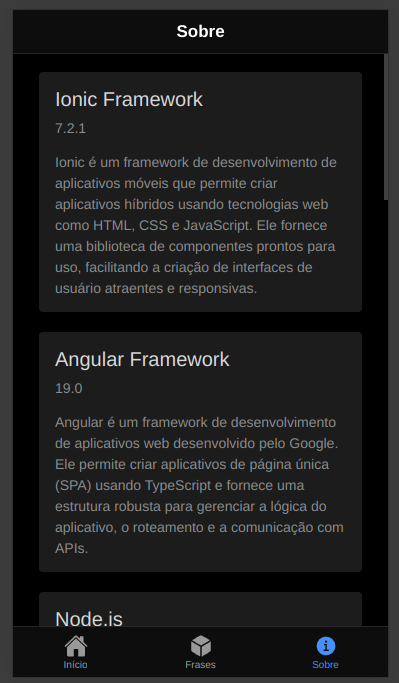 Sobre
Ionic Framework
7.2.1
Ionic é um framework de desenvolvimento de
aplicativos móveis que permite criar
aplicativos híbridos usando tecnologias web
como HTML, CSS e JavaScript. Ele fornece
uma biblioteca de componentes prontos para
uso, facilitando a criação de interfaces de
usuário atraentes e responsivas.
Angular Framework
19.0
Angular é um framework de desenvolvimento
de aplicativos web desenvolvido pelo Google.
Ele permite criar aplicativos de página única
(SPA) usando TypeScript e fornece uma
estrutura robusta para gerenciar a lógica do
aplicativo, o roteamento e a comunicação com
APIs.
Node.js
Início Frases Sobre